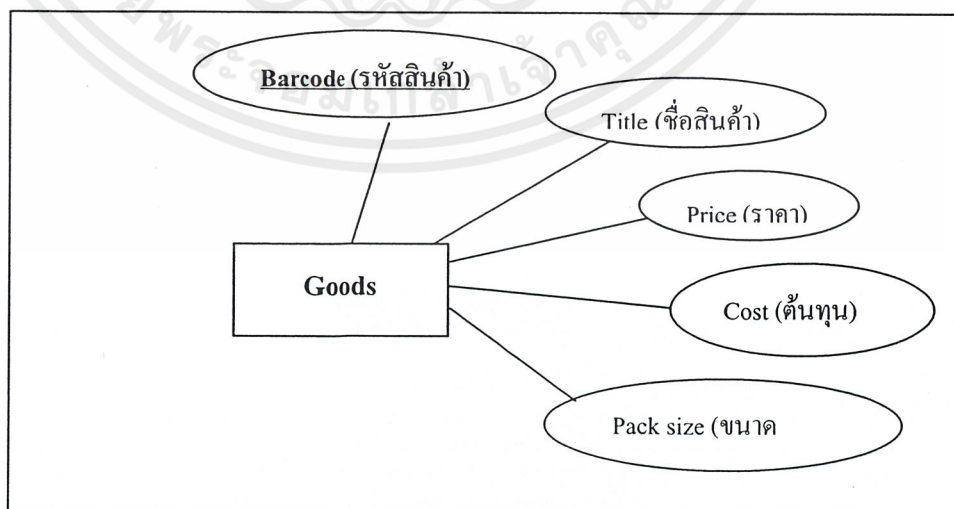 Barcode (รหัสสินค้า)
Title (ชื่อสินค้า)
Price (ราคา)
Goods
Cost (ต้นทุน)
Pack size (ขนาด